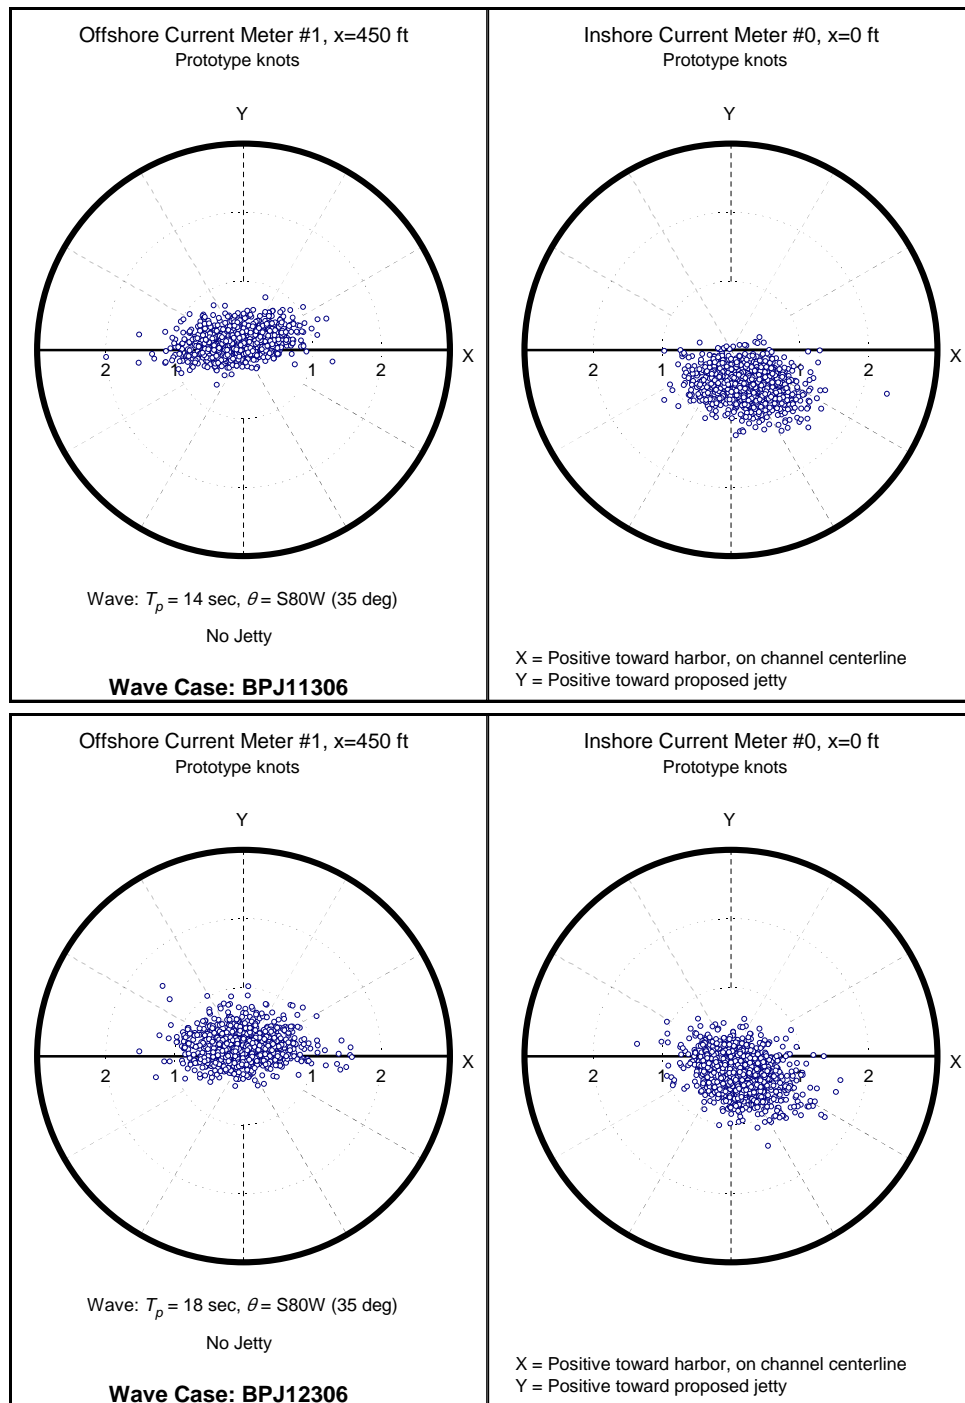 Offshore Current Meter #1, x=450 ft
Prototype knots
Y
X
2
1
1
2
Wave: Tp = 14 sec, θ = S80W (35 deg)
No Jetty
Wave Case: BPJ11306
Inshore Current Meter #0, x=0 ft
Prototype knots
Y
X
2
1
1
2
X = Positive toward harbor, on channel centerline
Y = Positive toward proposed jetty
Offshore Current Meter #1, x=450 ft
Prototype knots
Y
X
2
1
1
2
Wave: Tp = 18 sec, θ = S80W (35 deg)
No Jetty
Wave Case: BPJ12306
Inshore Current Meter #0, x=0 ft
Prototype knots
Y
X
2
1
1
2
X = Positive toward harbor, on channel centerline
Y = Positive toward proposed jetty